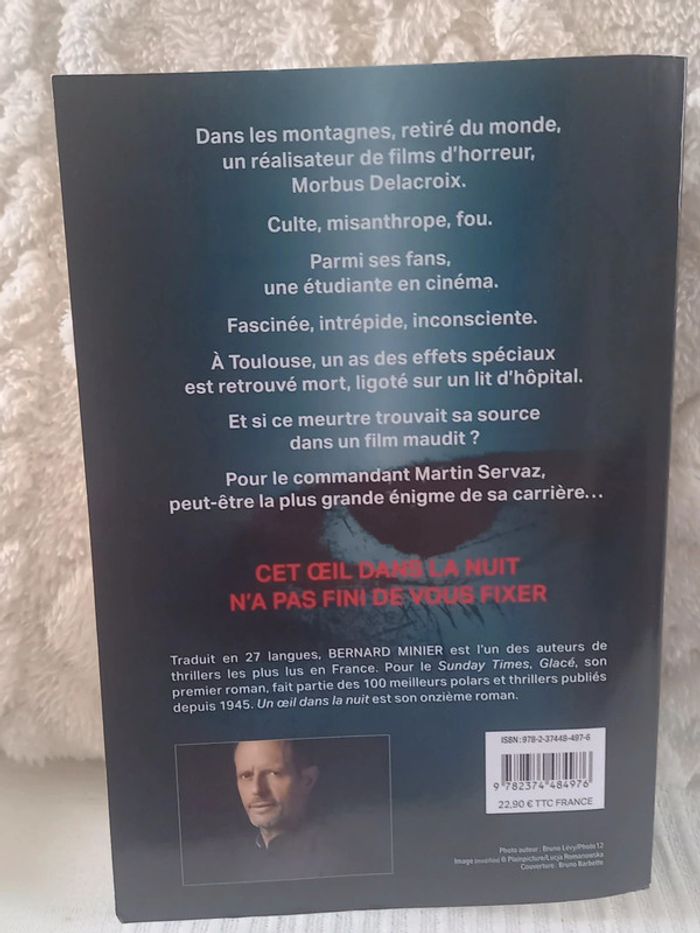 Dans les montagnes, retiré du monde,
un réalisateur de films d'horreur,
Morbus Delacroix.
Culte, misanthrope, fou.
Parmi ses fans,
une étudiante en cinéma.
Fascinée, intrépide, inconsciente.
À Toulouse, un as des effets spéciaux
est retrouvé mort, ligoté sur un lit d'hôpital.
Et si ce meurtre trouvait sa source
dans un film maudit ?
Pour le commandant Martin Servaz,
peut-être la plus grande énigme de sa carrière...
CET ŒIL DANS LA NUIT
N'A PAS FINI DE VOUS FIXER
Traduit en 27 langues, BERNARD MINIER est l'un des auteurs de
thrillers les plus lus en France. Pour le Sunday Times, Glacé, son
premier roman, fait partie des 100 meilleurs polars et thrillers publiés
depuis 1945. Un œil dans la nuit est son onzième roman.
ISBN : 978-2-37448-497-6
9 782374 484976
22,90 € TTC FRANCE
Photo auteur : Bruno Lévy/Photo12
Image (modified) © Plainpicture/Lucja Romanowska
Couverture : Bruno Barbette